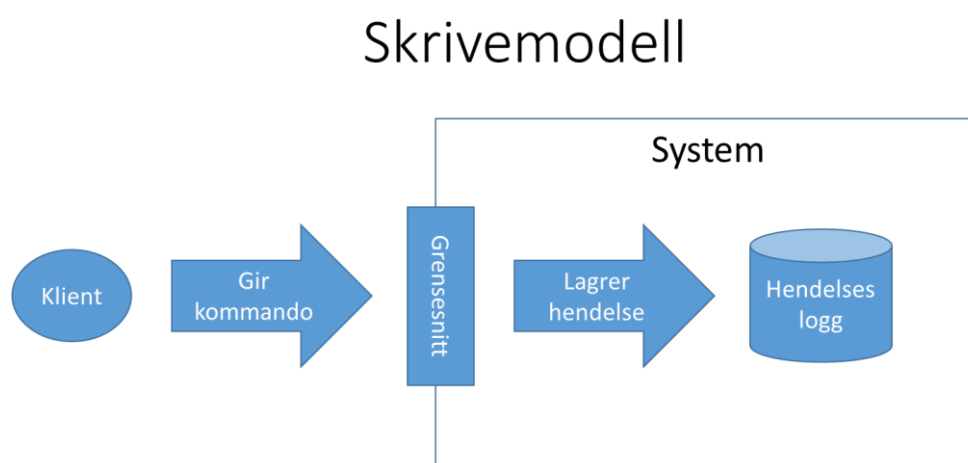 Skrivemodell
System
Klient
Gir
kommando
Grensesnitt
Lagrer
hendelse
Hendelses
logg